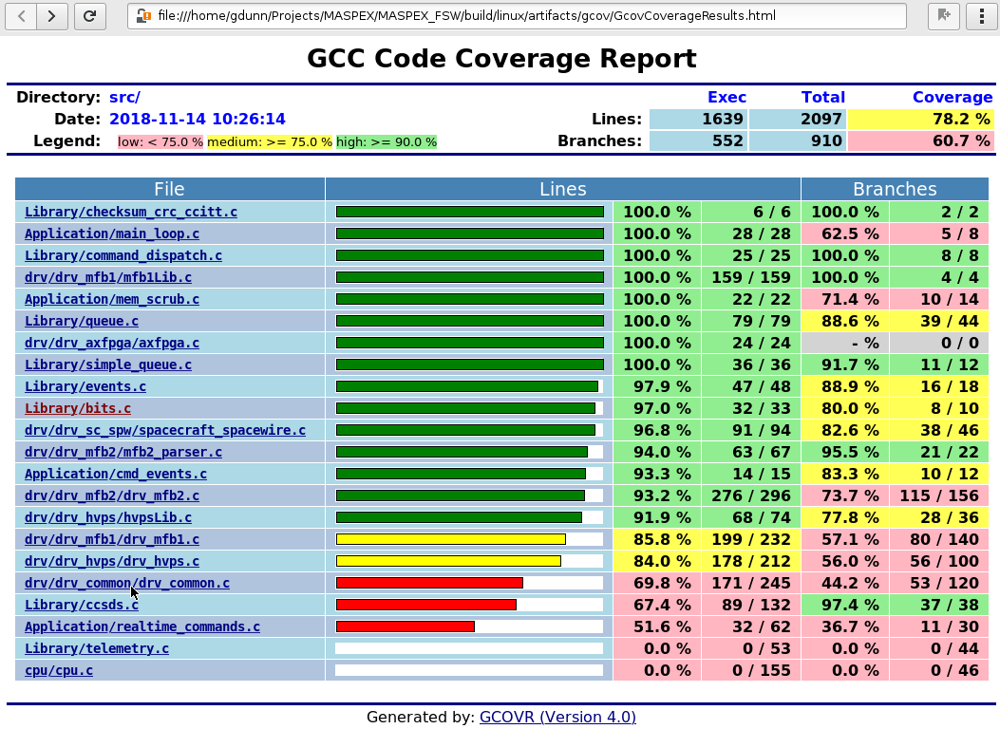 file:///home/gdunn/Projects/MASPEX/MASPEX_FSW/build/linux/artifacts/gcov/GcovCoverageResults.html
GCC Code Coverage Report
Directory: src/ Exec Total Coverage
Date: 2018-11-14 10:26:14 Lines: 1639 2097 78.2 %
Legend: low: < 75.0 % medium: >= 75.0 % high: >= 90.0 % Branches: 552 910 60.7 %
File Lines Branches
Library/checksum_crc_ccitt.c 100.0 % 6 / 6 100.0 % 2 / 2
Application/main_loop.c 100.0 % 28 / 28 62.5 % 5 / 8
Library/command_dispatch.c 100.0 % 25 / 25 100.0 % 8 / 8
drv/drv_mfb1/mfb1Lib.c 100.0 % 159 / 159 100.0 % 4 / 4
Application/mem_scrub.c 100.0 % 22 / 22 71.4 % 10 / 14
Library/queue.c 100.0 % 79 / 79 88.6 % 39 / 44
drv/drv_axfpga/axfpga.c 100.0 % 24 / 24 - % 0 / 0
Library/simple_queue.c 100.0 % 36 / 36 91.7 % 11 / 12
Library/events.c 97.9 % 47 / 48 88.9 % 16 / 18
Library/bits.c 97.0 % 32 / 33 80.0 % 8 / 10
drv/drv_sc_spw/spacecraft_spacewire.c 96.8 % 91 / 94 82.6 % 38 / 46
drv/drv_mfb2/mfb2_parser.c 94.0 % 63 / 67 95.5 % 21 / 22
Application/cmd_events.c 93.3 % 14 / 15 83.3 % 10 / 12
drv/drv_mfb2/drv_mfb2.c 93.2 % 276 / 296 73.7 % 115 / 156
drv/drv_hvps/hvpsLib.c 91.9 % 68 / 74 77.8 % 28 / 36
drv/drv_mfb1/drv_mfb1.c 85.8 % 199 / 232 57.1 % 80 / 140
drv/drv_hvps/drv_hvps.c 84.0 % 178 / 212 56.0 % 56 / 100
drv/drv_common/drv_common.c 69.8 % 171 / 245 44.2 % 53 / 120
Library/ccsds.c 67.4 % 89 / 132 97.4 % 37 / 38
Application/realtime_commands.c 51.6 % 32 / 62 36.7 % 11 / 30
Library/telemetry.c 0.0 % 0 / 53 0.0 % 0 / 44
cpu/cpu.c 0.0 % 0 / 155 0.0 % 0 / 46
Generated by: GCOVR (Version 4.0)